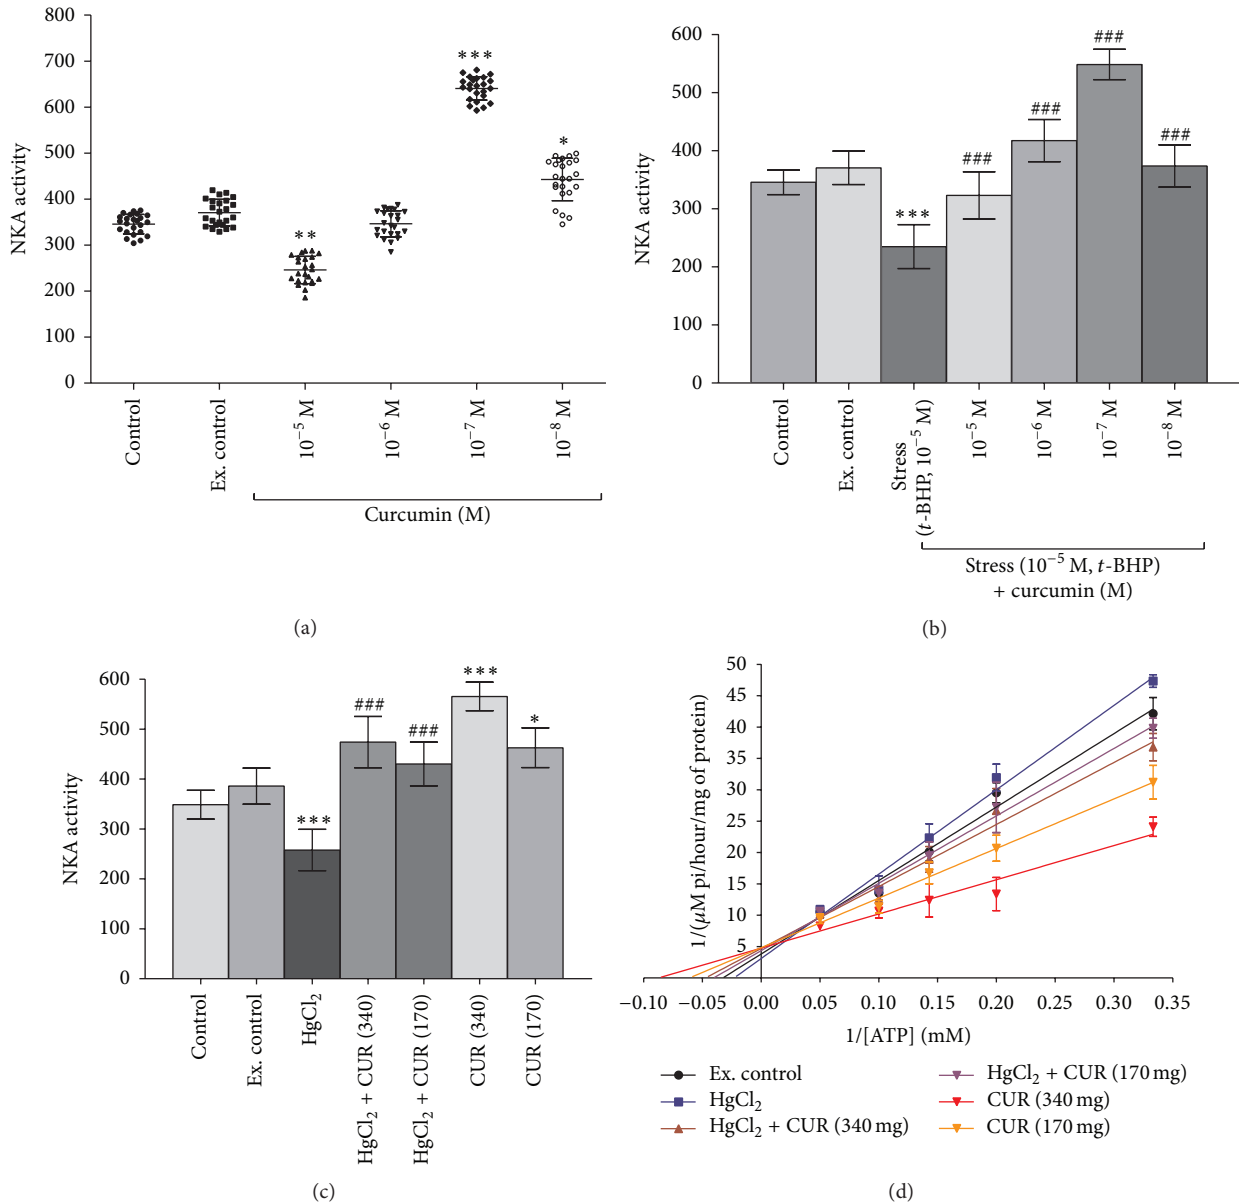 800
700
600
500
400
300
200
100
0
NKA activity
***
*
**
Control
Ex. control
10⁻⁵ M
10⁻⁶ M
10⁻⁷ M
10⁻⁸ M
Curcumin (M)
(a)
600
500
400
300
200
100
0
NKA activity
***
###
###
###
###
Control
Ex. control
Stress
(t-BHP, 10⁻⁵ M)
10⁻⁵ M
10⁻⁶ M
10⁻⁷ M
10⁻⁸ M
Stress (10⁻⁵ M, t-BHP)
+ curcumin (M)
(b)
600
500
400
300
200
100
0
NKA activity
***
###
###
***
*
Control
Ex. control
HgCl₂
HgCl₂ + CUR (340)
HgCl₂ + CUR (170)
CUR (340)
CUR (170)
(c)
50
45
40
35
30
25
20
15
10
5
1/(μM pi/hour/mg of protein)
−0.10 −0.05 0.00 0.05 0.10 0.15 0.20 0.25 0.30 0.35
1/[ATP] (mM)
Ex. control
HgCl₂
HgCl₂ + CUR (340 mg)
HgCl₂ + CUR (170 mg)
CUR (340 mg)
CUR (170 mg)
(d)